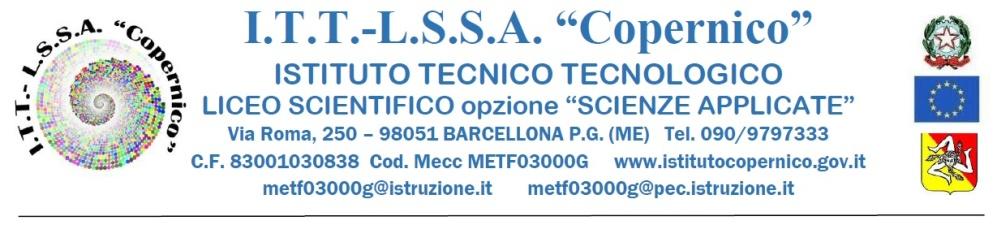 I.T.T.- L.S.S.A. “Copernico”
I.T.T.-L.S.S.A. “Copernico”
ISTITUTO TECNICO TECNOLOGICO
LICEO SCIENTIFICO opzione “SCIENZE APPLICATE”
Via Roma, 250 – 98051 BARCELLONA P.G. (ME) Tel. 090/9797333
C.F. 83001030838 Cod. Mecc METF03000G www.istitutocopernico.gov.it
metf03000g@istruzione.it metf03000g@pec.istruzione.it